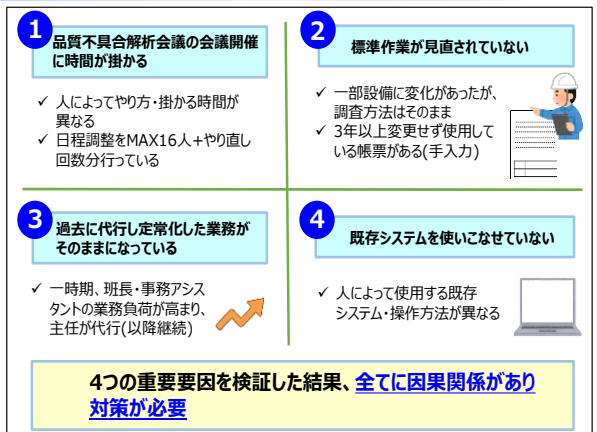 1
品質不具合解析会議の会議開催
に時間が掛かる
✓ 人によってやり方・掛かる時間が
異なる
✓ 日程調整をMAX16人+やり直し
回数分行っている
2
標準作業が見直されていない
✓ 一部設備に変化があったが、
調査方法はそのまま
✓ 3年以上変更せず使用して
いる帳票がある(手入力)
3
過去に代行し定常化した業務が
そのままになっている
✓ 一時期、班長・事務アシス
タントの業務負荷が高まり、
主任が代行(以降継続)
4
既存システムを使いこなせていない
✓ 人によって使用する既存
システム・操作方法が異なる
4つの重要要因を検証した結果、全てに因果関係があり
対策が必要